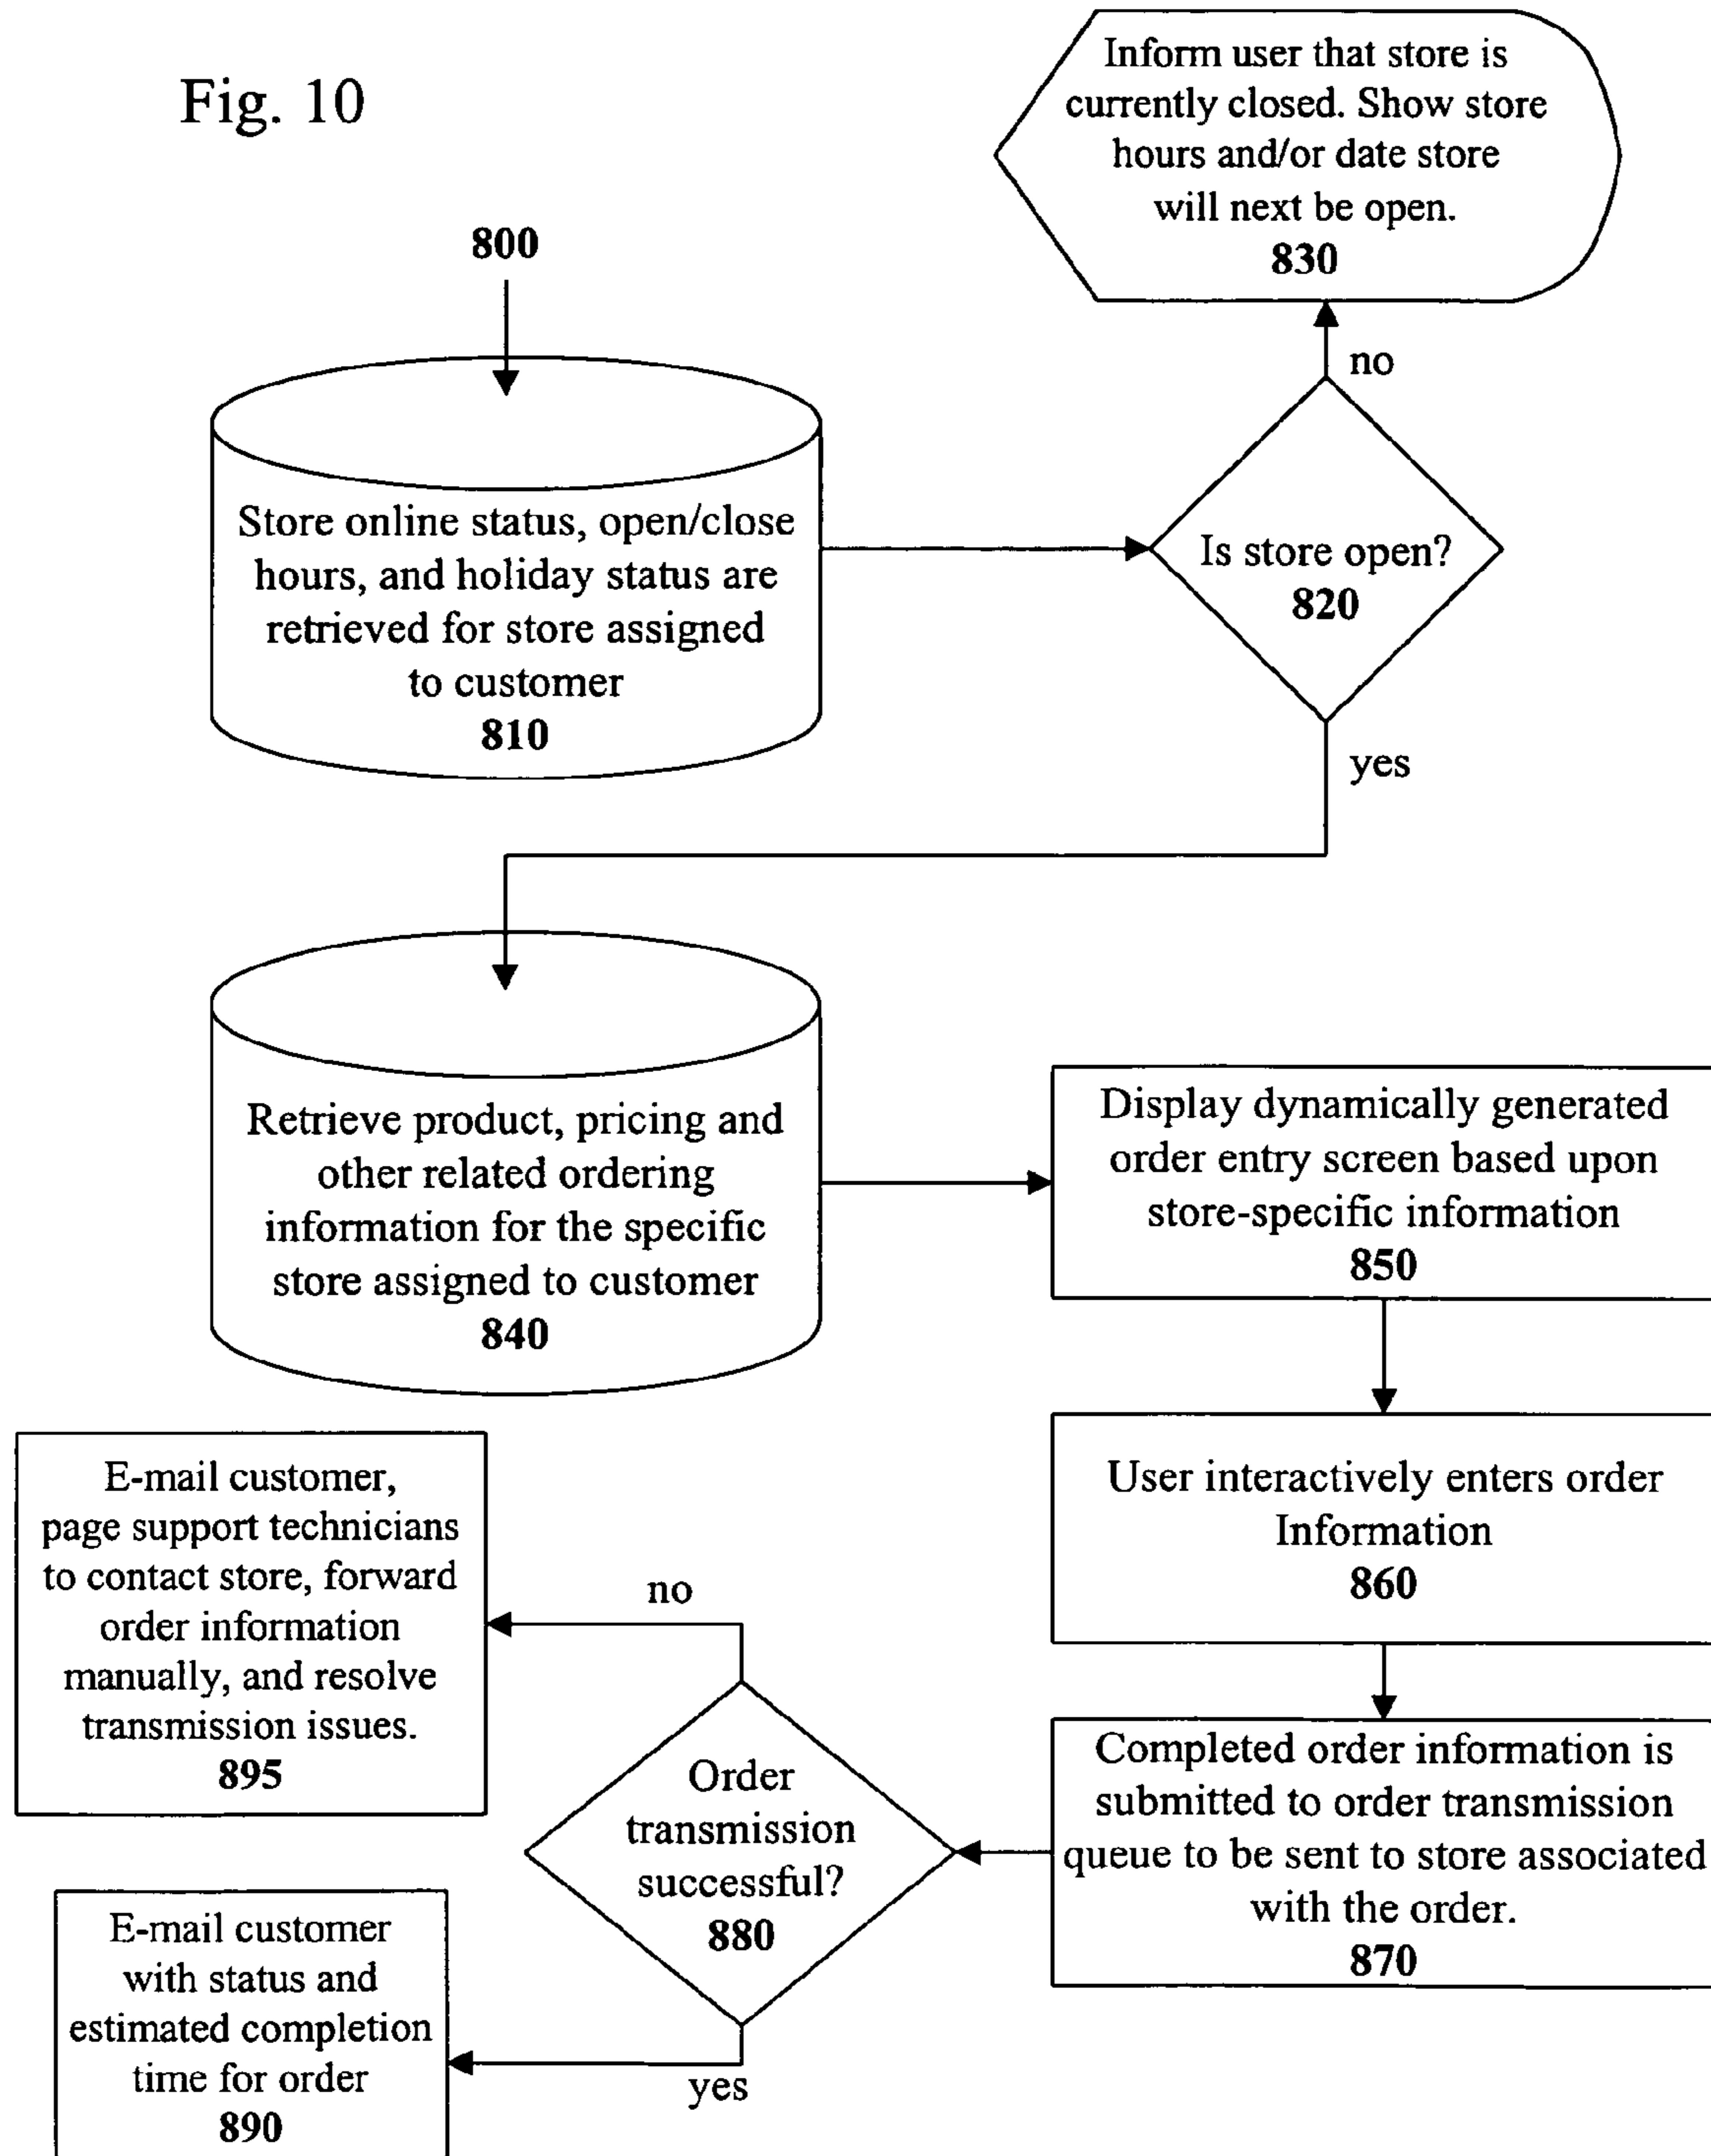 Fig. 10
800
Store online status, open/close
hours, and holiday status are
retrieved for store assigned
to customer
810
Is store open?
820
no
Inform user that store is
currently closed. Show store
hours and/or date store
will next be open.
830
yes
Retrieve product, pricing and
other related ordering
information for the specific
store assigned to customer
840
Display dynamically generated
order entry screen based upon
store-specific information
850
User interactively enters order
Information
860
Completed order information is
submitted to order transmission
queue to be sent to store associated
with the order.
870
Order
transmission
successful?
880
no
E-mail customer,
page support technicians
to contact store, forward
order information
manually, and resolve
transmission issues.
895
yes
E-mail customer
with status and
estimated completion
time for order
890